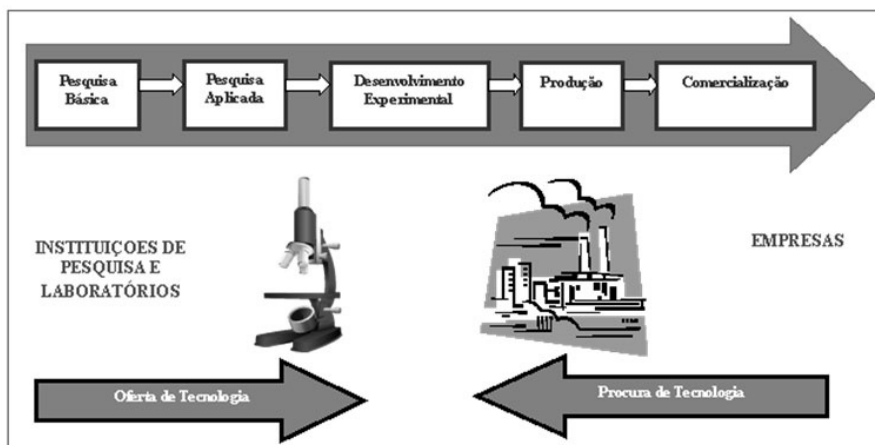 Pesquisa
Básica
Pesquisa
Aplicada
Desenvolvimento
Experimental
Produção
Comercialização
INSTITUIÇOES DE
PESQUISA E
LABORATÓRIOS
EMPRESAS
Oferta de Tecnologia
Procura de Tecnologia